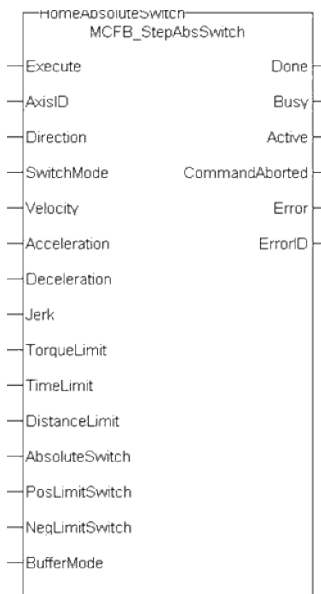 HomeAbsoluteSwitch
MCFB_StepAbsSwitch
Execute Done
AxisID Busy
Direction Active
SwitchMode CommandAborted
Velocity Error
Acceleration ErrorID
Deceleration
Jerk
TorqueLimit
TimeLimit
DistanceLimit
AbsoluteSwitch
PosLimitSwitch
NegLimitSwitch
BufferMode